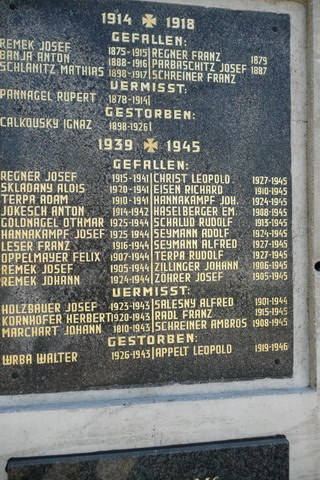 1914 ✠ 1918
GEFALLEN:
REMEK JOSEF 1875-1915 REGNER FRANZ 1879
BANJA ANTON 1888-1916 PARBASCHITZ JOSEF 1887
SCHLANITZ MATHIAS 1898-1917 SCHREINER FRANZ
VERMISST:
PANNAGEL RUPERT 1878-1914
GESTORBEN:
CALKOUSKY IGNAZ 1898-1926
1939 ✠ 1945
GEFALLEN:
REGNER JOSEF 1915-1941 CHRIST LEOPOLD 1927-1945
SKLADANY ALOIS 1920-1941 EISEN RICHARD 1910-1945
TERPA ADAM 1910-1941 HANNAKAMPF JOH. 1924-1945
JOKESCH ANTON 1914-1942 HASELBERGER EM. 1908-1945
GOLDNAGEL OTHMAR 1925-1944 SCHALUD RUDOLF 1913-1945
HANNAKAMPF JOSEF 1925-1944 SEYMANN ADOLF 1924-1945
LESER FRANZ 1916-1944 SEYMANN ALFRED 1927-1945
OPPELMAYER FELIX 1907-1944 TERPA RUDOLF 1927-1945
REMEK JOSEF 1905-1944 ZILLINGER JOHANN 1906-1945
REMEK JOHANN 1924-1944 ZÖHRER JOSEF 1905-1945
VERMISST:
HOLZBAUER JOSEF 1923-1943 SALESNY ALFRED 1901-1944
KORNHOFER HERBERT 1920-1943 RADL FRANZ 1915-1945
MARCHART JOHANN 1810-1943 SCHREINER AMBROS 1908-1945
GESTORBEN:
WRBA WALTER 1926-1943 APPELT LEOPOLD 1919-1946